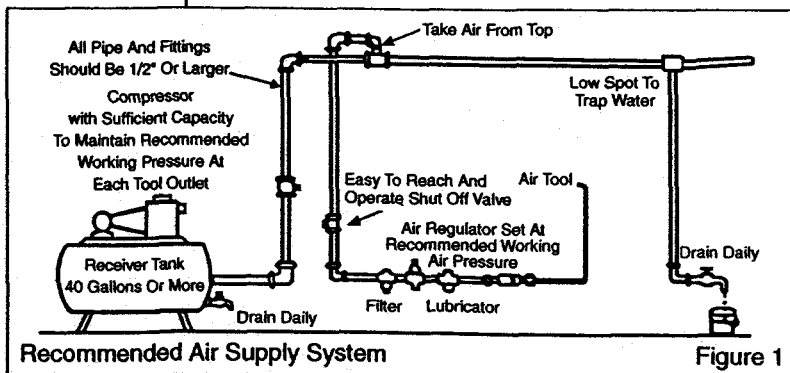 Take Air From Top
All Pipe And Fittings
Should Be 1/2" Or Larger
Compressor
with Sufficient Capacity
To Maintain Recommended
Working Pressure At
Each Tool Outlet
Low Spot To
Trap Water
Easy To Reach And
Operate Shut Off Valve
Air Tool
Air Regulator Set At
Recommended Working
Air Pressure
Receiver Tank
40 Gallons Or More
Drain Daily
Filter
Lubricator
Drain Daily
Recommended Air Supply System
Figure 1